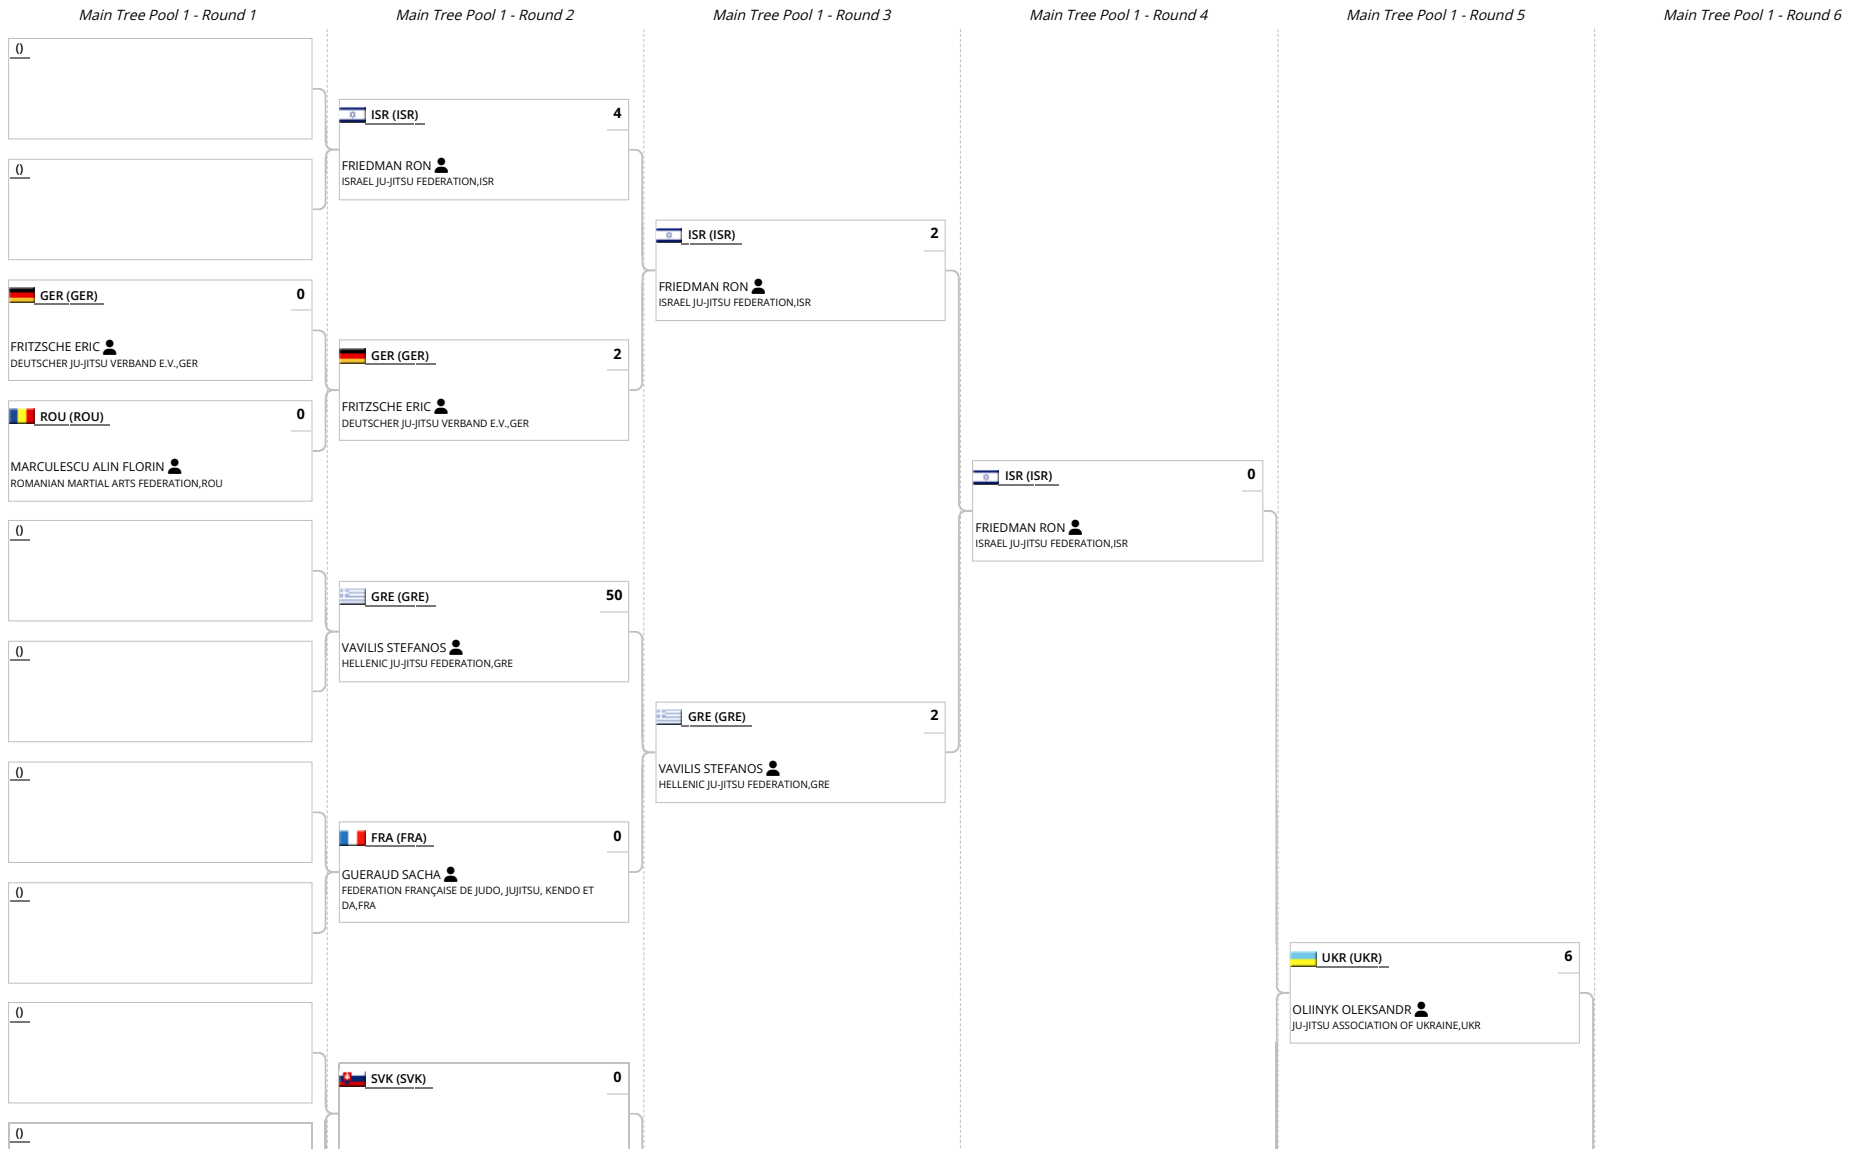 Main Tree Pool 1 - Round 1
Main Tree Pool 1 - Round 2
Main Tree Pool 1 - Round 3
Main Tree Pool 1 - Round 4
Main Tree Pool 1 - Round 5
Main Tree Pool 1 - Round 6
()
()
GER (GER) 0
FRITZSCHE ERIC
DEUTSCHER JU-JITSU VERBAND E.V.,GER
ROU (ROU) 0
MARCULESCU ALIN FLORIN
ROMANIAN MARTIAL ARTS FEDERATION,ROU
()
()
()
()
()
()
ISR (ISR) 4
FRIEDMAN RON
ISRAEL JU-JITSU FEDERATION,ISR
GER (GER) 2
FRITZSCHE ERIC
DEUTSCHER JU-JITSU VERBAND E.V.,GER
GRE (GRE) 50
VAVILIS STEFANOS
HELLENIC JU-JITSU FEDERATION,GRE
FRA (FRA) 0
GUERAUD SACHA
FEDERATION FRANÇAISE DE JUDO, JUJITSU, KENDO ET
DA,FRA
SVK (SVK) 0
ISR (ISR) 2
FRIEDMAN RON
ISRAEL JU-JITSU FEDERATION,ISR
GRE (GRE) 2
VAVILIS STEFANOS
HELLENIC JU-JITSU FEDERATION,GRE
ISR (ISR) 0
FRIEDMAN RON
ISRAEL JU-JITSU FEDERATION,ISR
UKR (UKR) 6
OLIINYK OLEKSANDR
JU-JITSU ASSOCIATION OF UKRAINE,UKR